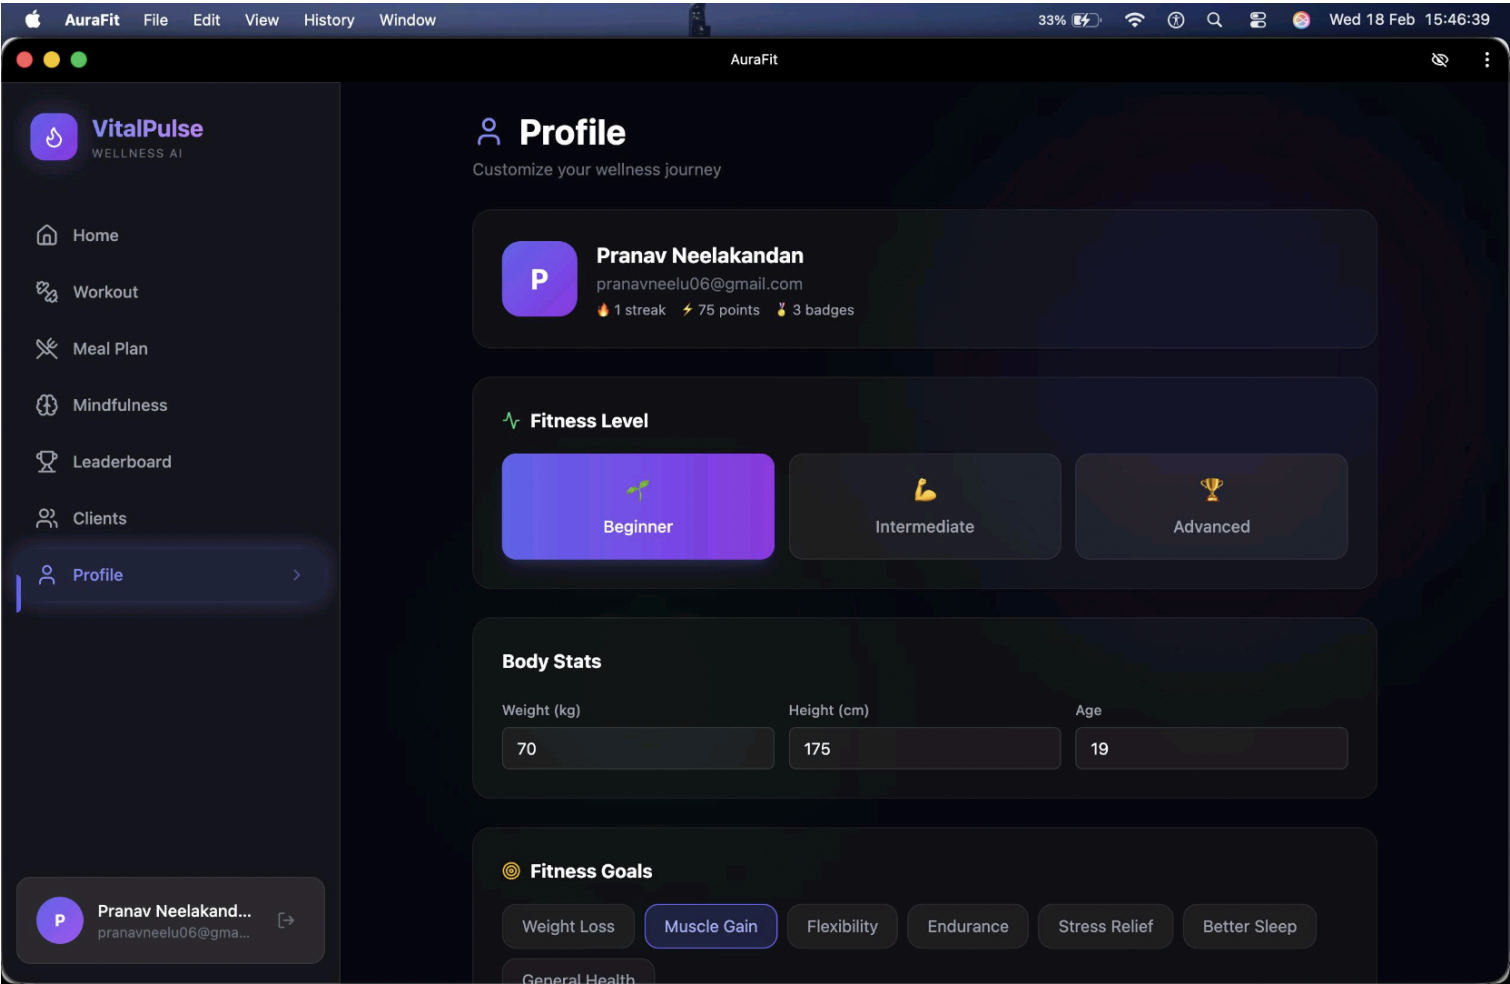 AuraFit File Edit View History Window 33% Wed 18 Feb 15:46:39
AuraFit
VitalPulse
WELLNESS AI
Home
Workout
Meal Plan
Mindfulness
Leaderboard
Clients
Profile
Pranav Neelakand...
P
pranavneelu06@gma...
Profile
Customize your wellness journey
P
Pranav Neelakandan
pranavneelu06@gmail.com
1 streak 75 points 3 badges
Fitness Level
Beginner Intermediate Advanced
Body Stats
Weight (kg) Height (cm) Age
70 175 19
Fitness Goals
Weight Loss Muscle Gain Flexibility Endurance Stress Relief Better Sleep
General Health